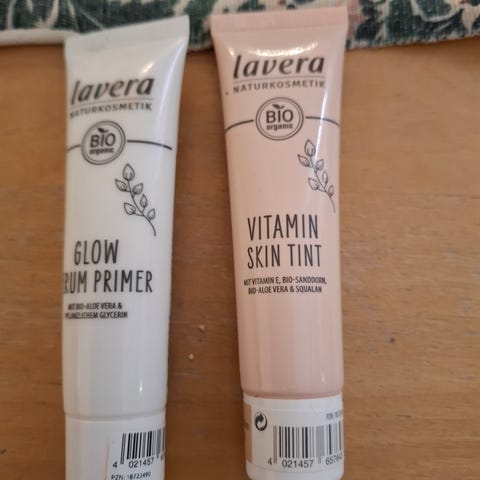 lavera
NATURKOSMETIK
BIO
organic
GLOW
RUM PRIMER
MIT BIO-ALOE VERA &
PFLANZLICHEM GLYCERIN
4 021457
PZN: 18723490
lavera
NATURKOSMETIK
BIO
organic
VITAMIN
SKIN TINT
MIT VITAMIN E, BIO-SANDDORN,
BIO-ALOE VERA & SQUALAN
4 021457